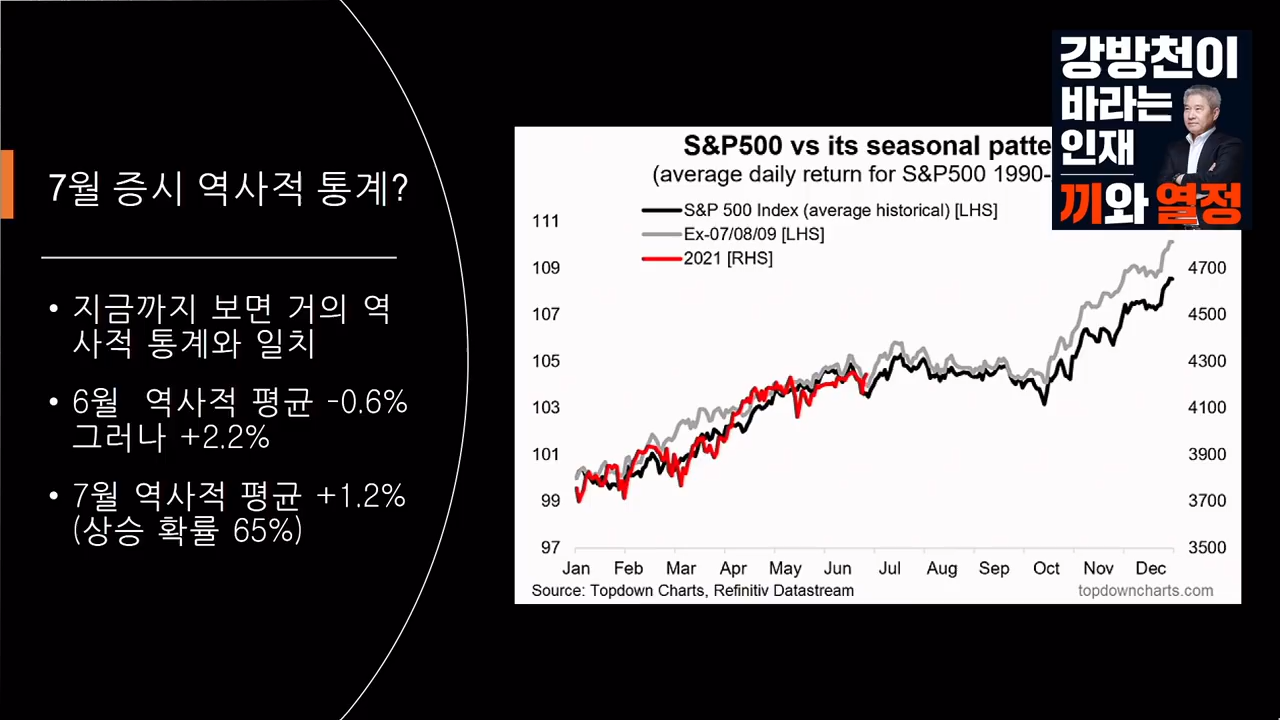 7월 증시 역사적 통계?
• 지금까지 보면 거의 역
사적 통계와 일치
• 6월 역사적 평균 -0.6%
그러나 +2.2%
• 7월 역사적 평균 +1.2%
(상승 확률 65%)
S&P500 vs its seasonal patte
(average daily return for S&P500 1990-
S&P 500 Index (average historical) [LHS]
Ex-07/08/09 [LHS]
2021 [RHS]
111
109
107
105
103
101
99
97
4700
4500
4300
4100
3900
3700
3500
Jan Feb Mar Apr May Jun Jul Aug Sep Oct Nov Dec
Source: Topdown Charts, Refinitiv Datastream
topdowncharts.com
강방천이
바라는
인재
끼와 열정